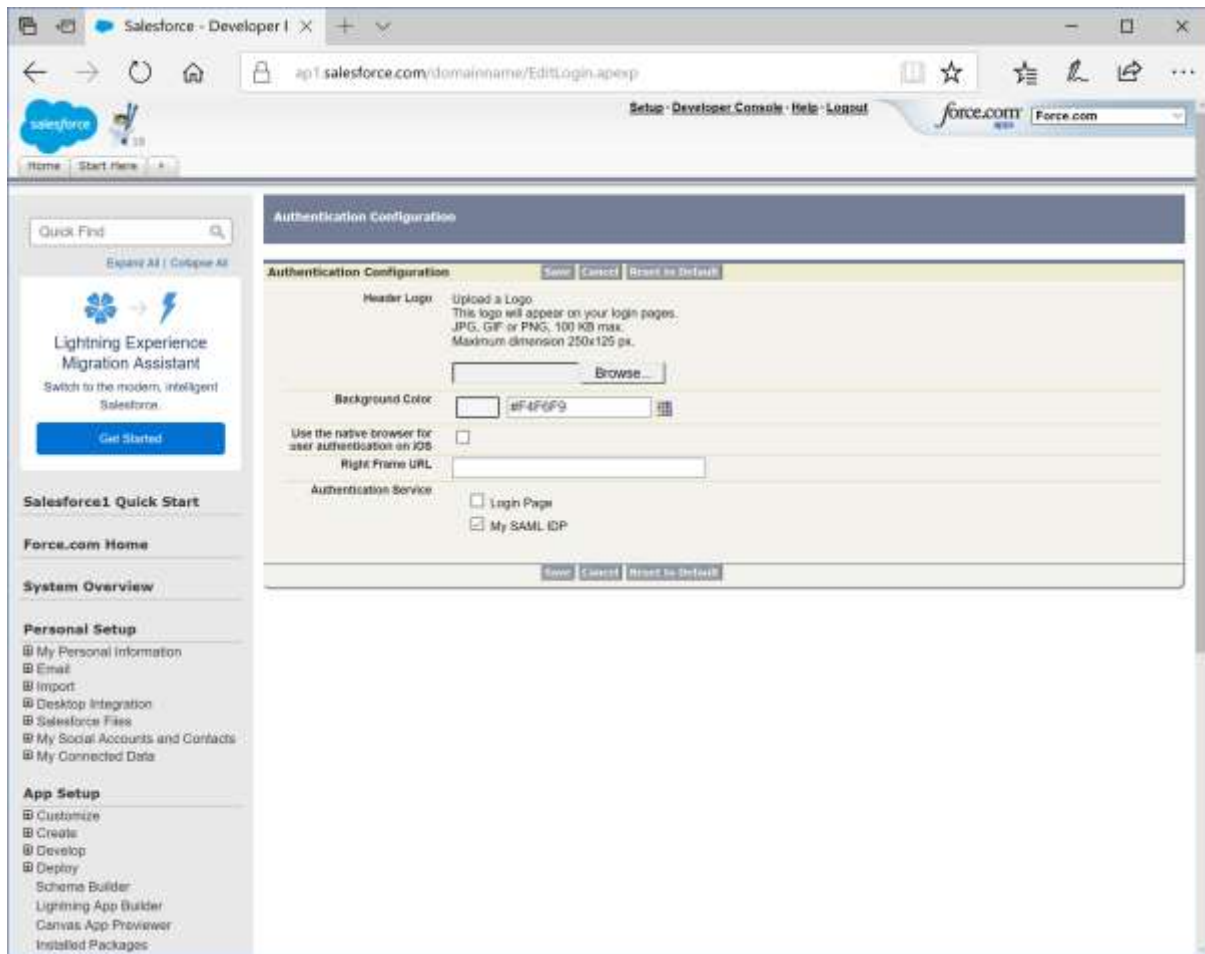 Salesforce - Developer I
ap1.salesforce.com/domainname/EditLogin.apexp
salesforce
18
Setup · Developer Console · Help · Logout
force.com
apps
Force.com
Home
Start Here
+
Quick Find
Expand All | Collapse All
Lightning Experience
Migration Assistant
Switch to the modern, intelligent
Salesforce.
Get Started
Salesforce1 Quick Start
Force.com Home
System Overview
Personal Setup
My Personal Information
Email
Import
Desktop Integration
Salesforce Files
My Social Accounts and Contacts
My Connected Data
App Setup
Customize
Create
Develop
Deploy
Schema Builder
Lightning App Builder
Canvas App Previewer
Installed Packages
Authentication Configuration
Authentication Configuration
Save Cancel Reset to Default
Header Logo
Upload a Logo
This logo will appear on your login pages.
JPG, GIF or PNG, 100 KB max.
Maximum dimension 250x125 px.
Browse...
Background Color
#F4F6F9
Use the native browser for
user authentication on iOS
Right Frame URL
Authentication Service
Login Page
My SAML IDP
Save Cancel Reset to Default